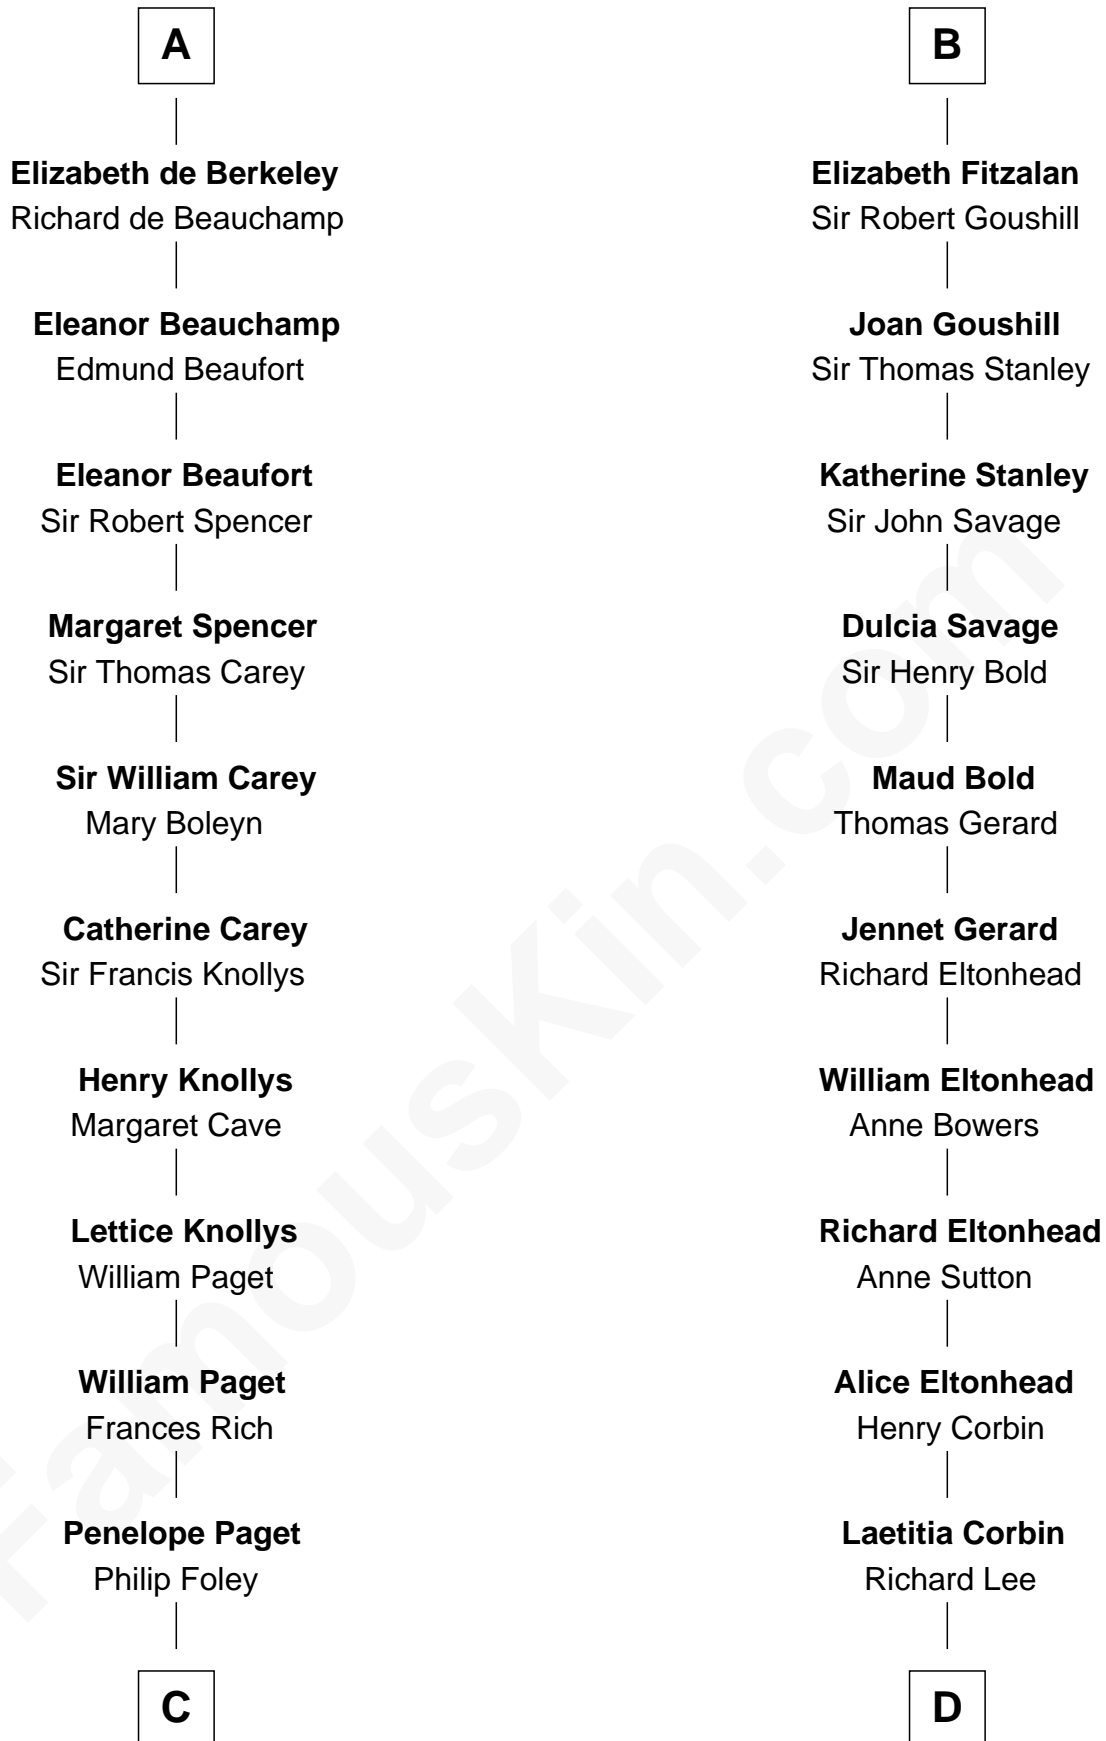 A
Elizabeth de Berkeley
Richard de Beauchamp
Eleanor Beauchamp
Edmund Beaufort
Eleanor Beaufort
Sir Robert Spencer
Margaret Spencer
Sir Thomas Carey
Sir William Carey
Mary Boleyn
Catherine Carey
Sir Francis Knollys
Henry Knollys
Margaret Cave
Lettice Knollys
William Paget
William Paget
Frances Rich
Penelope Paget
Philip Foley
C
B
Elizabeth Fitzalan
Sir Robert Goushill
Joan Goushill
Sir Thomas Stanley
Katherine Stanley
Sir John Savage
Dulcia Savage
Sir Henry Bold
Maud Bold
Thomas Gerard
Jennet Gerard
Richard Eltonhead
William Eltonhead
Anne Bowers
Richard Eltonhead
Anne Sutton
Alice Eltonhead
Henry Corbin
Laetitia Corbin
Richard Lee
D
FamousKin.com